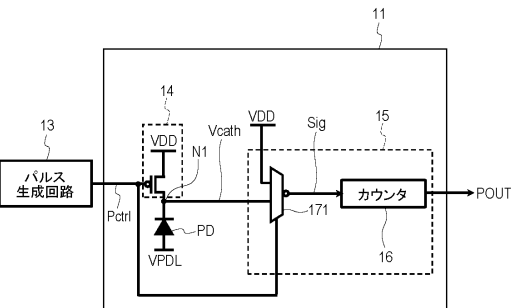 11
13
14
15
VDD
Vcath
VDD
Sig
N1
パルス
生成回路
カウンタ
POUT
Pctrl
PD
171
VPDL
16